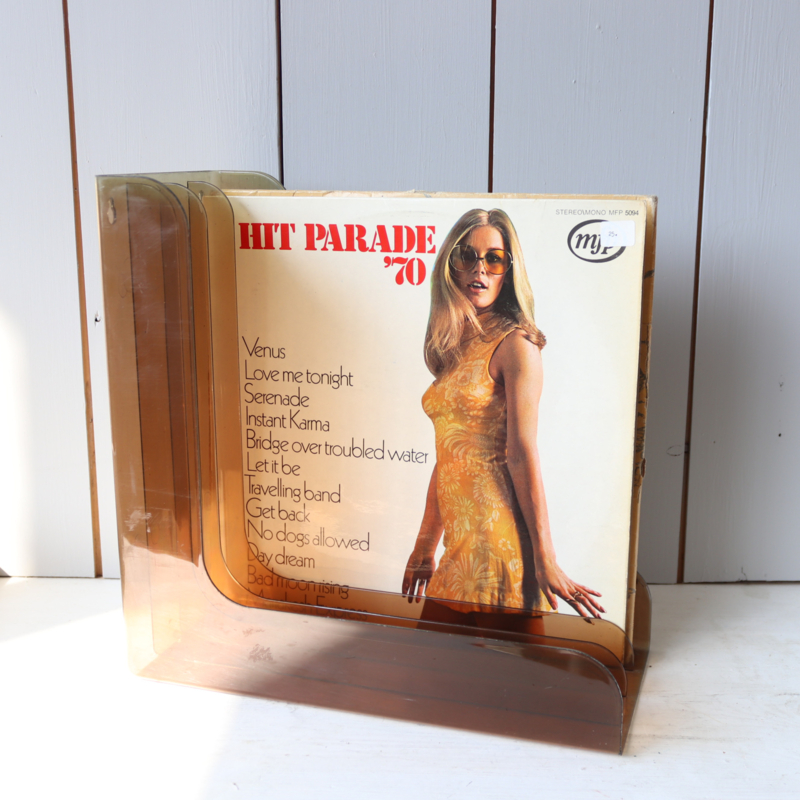 STEREO/MONO MFP 5094
mfp
25,-
HIT PARADE
'70
Venus
Love me tonight
Serenade
Instant Karma
Bridge over troubled water
Let it be
Travelling band
Get back
No dogs allowed
Day dream
Bad moon rising